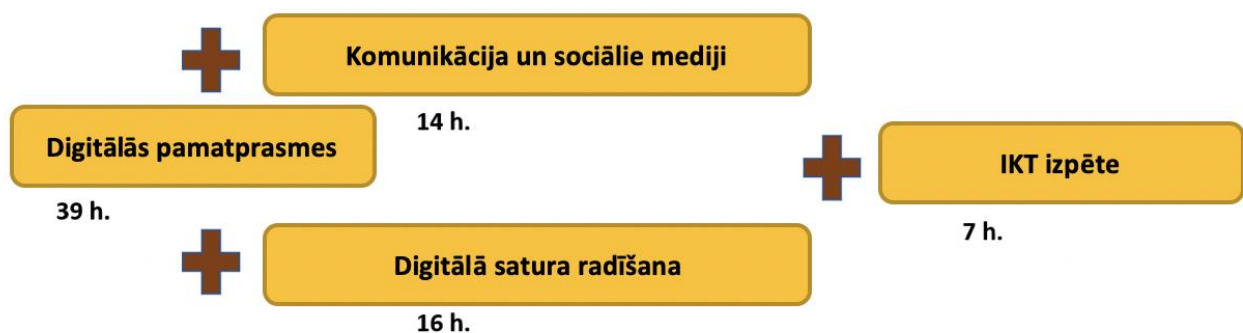 Komunikācija un sociālie mediji
14 h.
Digitālās pamatprasmes
39 h.
IKT izpēte
7 h.
Digitālā satura radīšana
16 h.